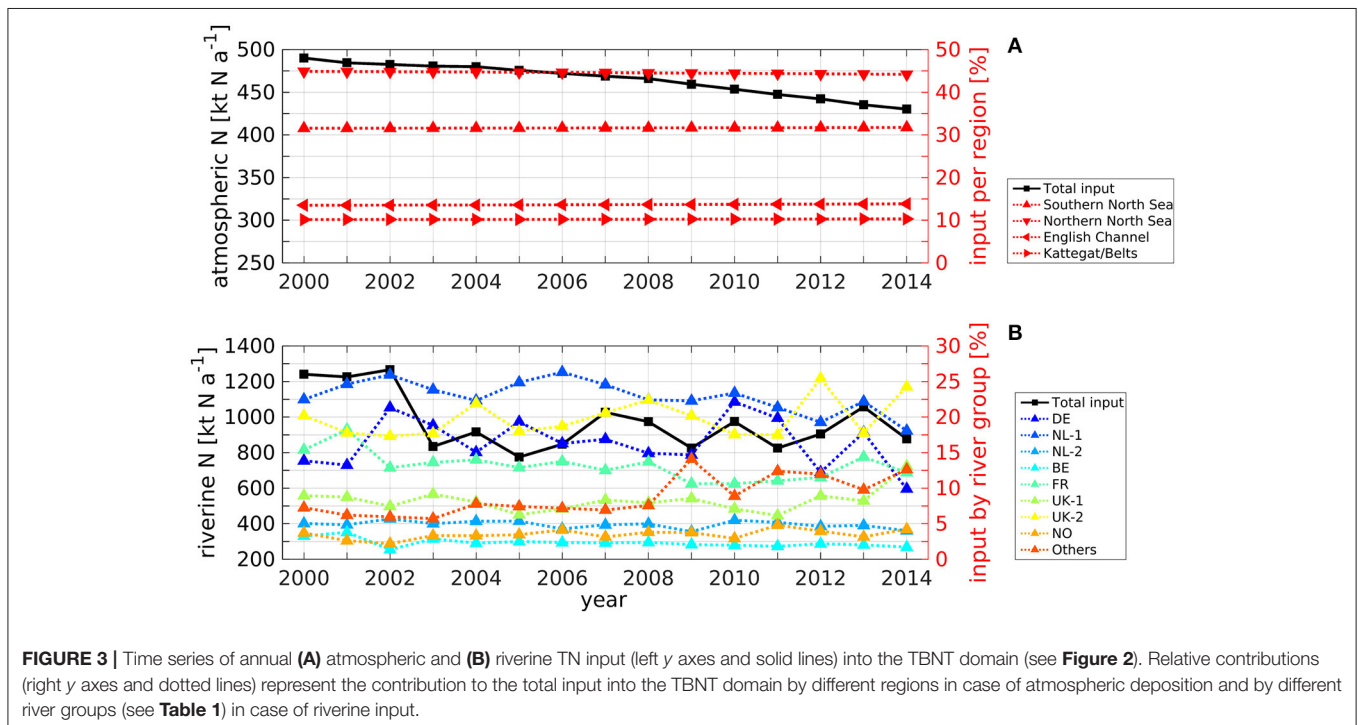 A
atmospheric N [kt N a⁻¹]
500
450
400
350
300
250
50
40
30
20
10
0
input per region [%]
2000 2002 2004 2006 2008 2010 2012 2014
Total input
Southern North Sea
Northern North Sea
English Channel
Kattegat/Belts
B
riverine N [kt N a⁻¹]
1400
1200
1000
800
600
400
200
30
25
20
15
10
5
0
input by river group [%]
2000 2002 2004 2006 2008 2010 2012 2014
year
Total input
DE
NL-1
NL-2
BE
FR
UK-1
UK-2
NO
Others
FIGURE 3 | Time series of annual (A) atmospheric and (B) riverine TN input (left y axes and solid lines) into the TBNT domain (see Figure 2). Relative contributions
(right y axes and dotted lines) represent the contribution to the total input into the TBNT domain by different regions in case of atmospheric deposition and by different
river groups (see Table 1) in case of riverine input.